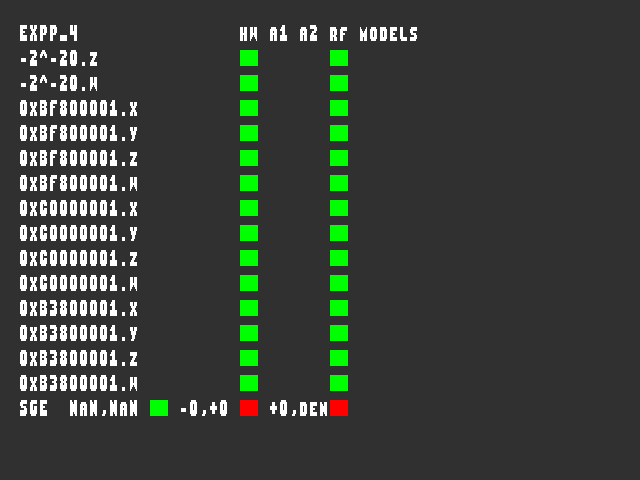 EXPP_4 HW A1 A2 RF MODELS
-2^-20.z
-2^-20.w
0xBF800001.x
0xBF800001.y
0xBF800001.z
0xBF800001.w
0xC0000001.x
0xC0000001.y
0xC0000001.z
0xC0000001.w
0xB3800001.x
0xB3800001.y
0xB3800001.z
0xB3800001.w
SGE NaN,NaN -0,+0 +0,DEN